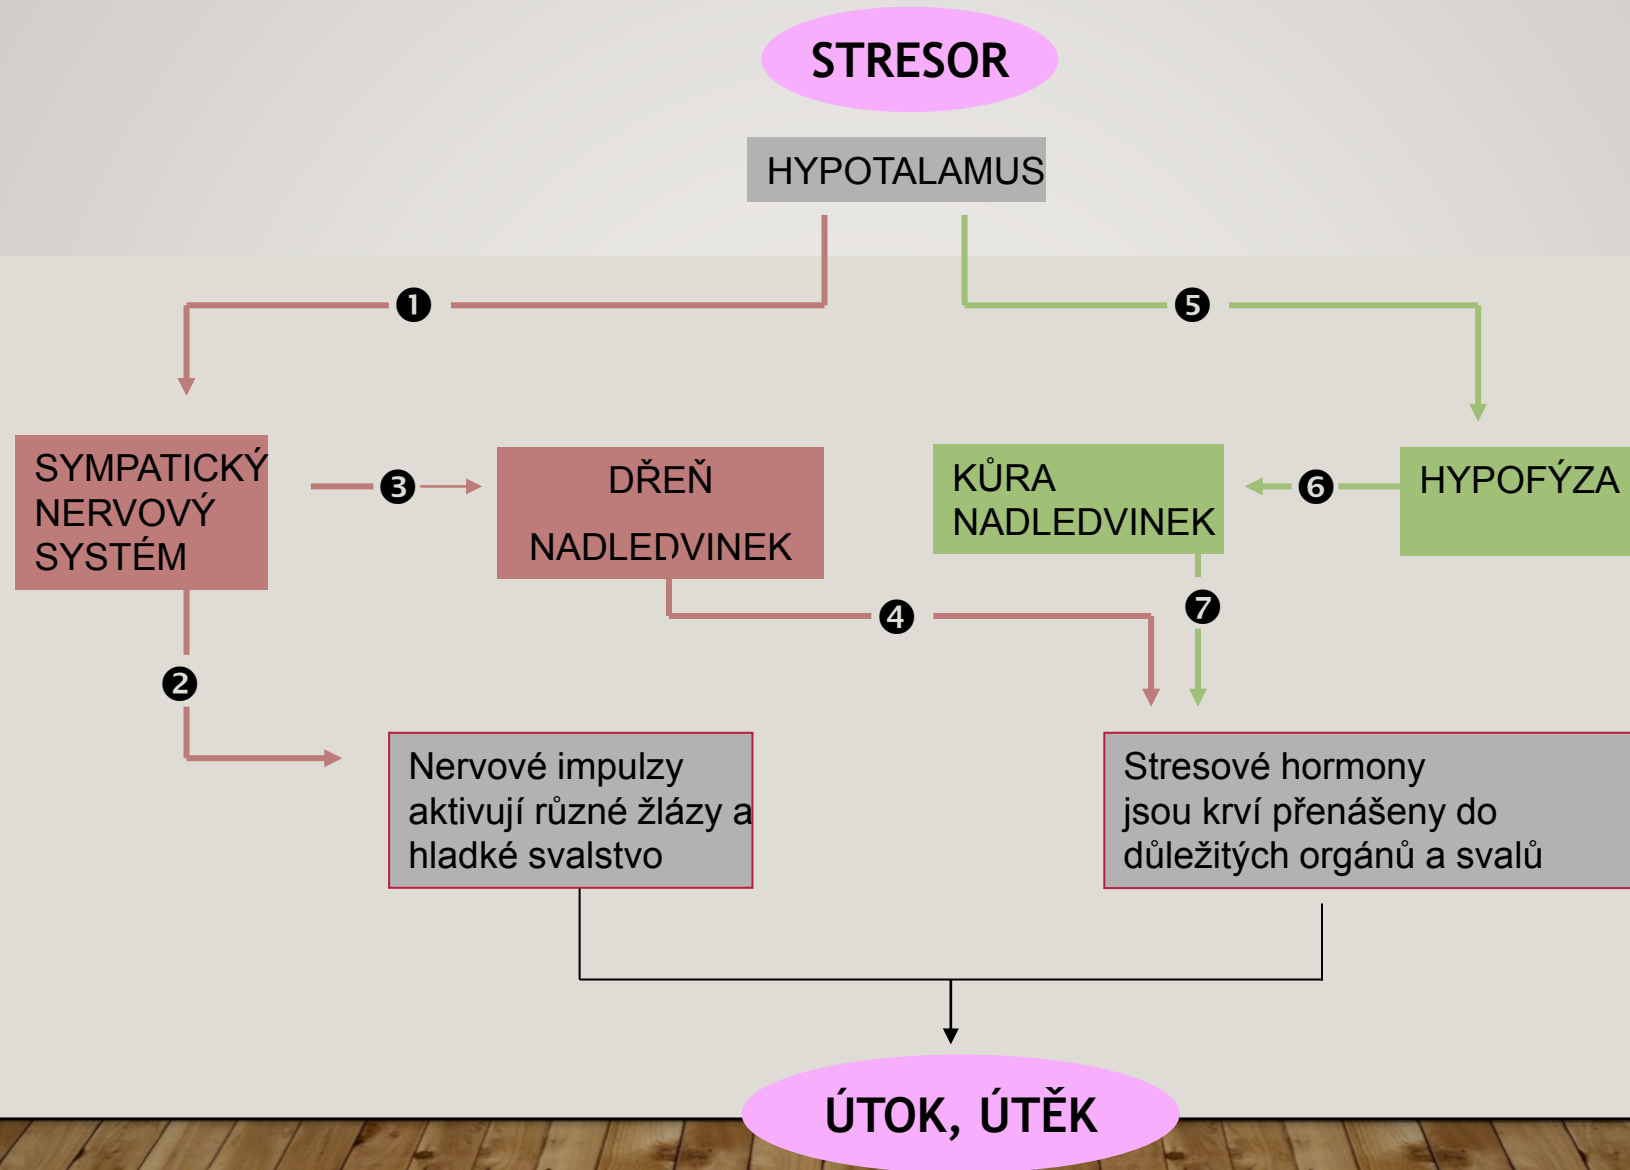 STRESOR
HYPOTALAMUS
❶
❺
SYMPATICKÝ
NERVOVÝ
SYSTÉM
❸
DŘEŇ
NADLEDVINEK
KŮRA
NADLEDVINEK
❻
HYPOFÝZA
❹
❼
❷
Nervové impulzy
aktivují různé žlázy a
hladké svalstvo
Stresové hormony
jsou krví přenášeny do
důležitých orgánů a svalů
ÚTOK, ÚTĚK